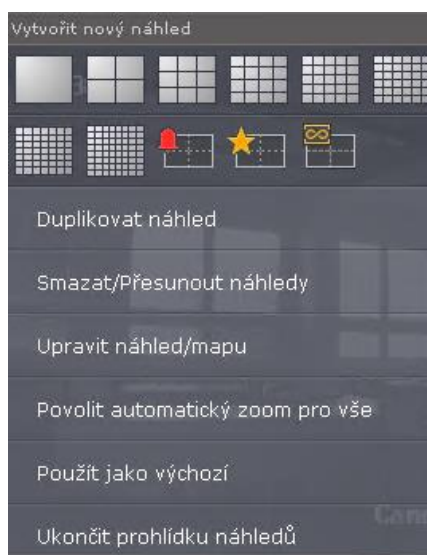 Vytvořit nový náhled
Duplikovat náhled
Smazat/Přesunout náhledy
Upravit náhled/mapu
Povolit automatický zoom pro vše
Použít jako výchozí
Ukončit prohlídku náhledů